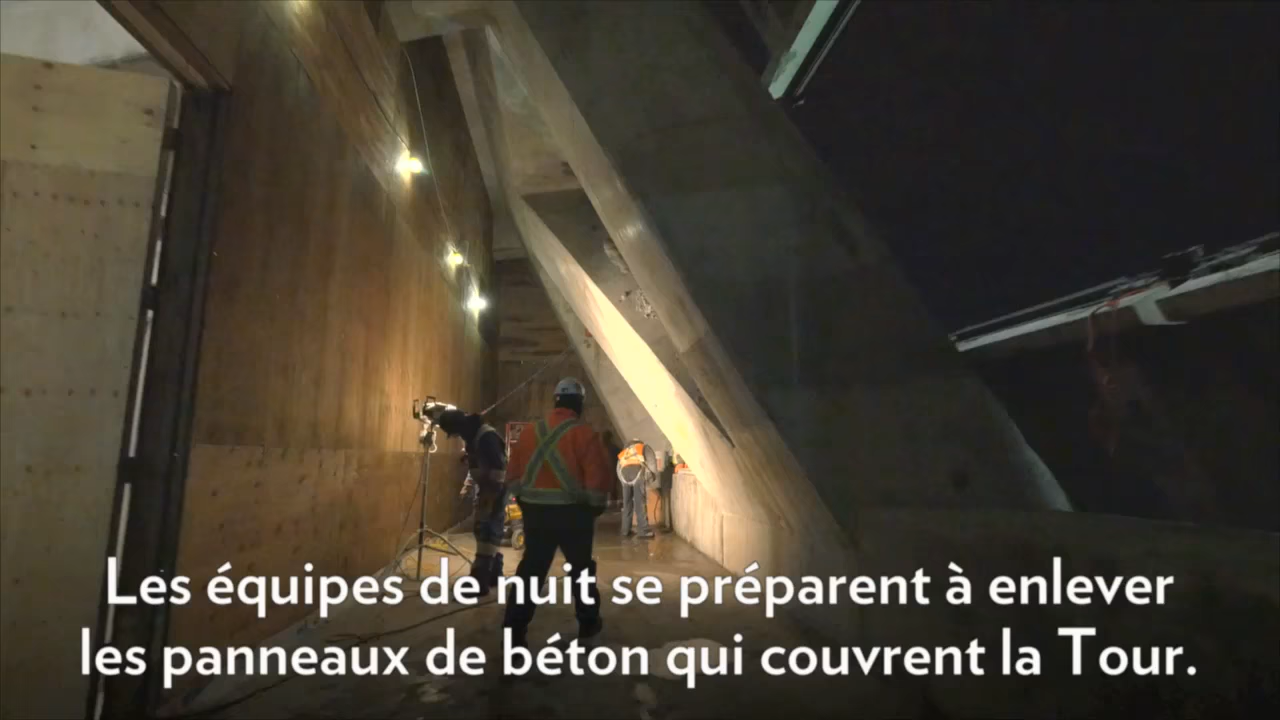 Les équipes de nuit se préparent à enlever
les panneaux de béton qui couvrent la Tour.